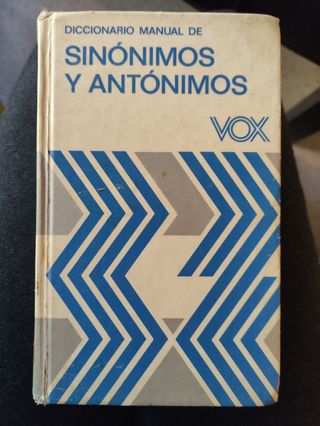 DICCIONARIO MANUAL DE
SINÓNIMOS
Y ANTÓNIMOS
VOX